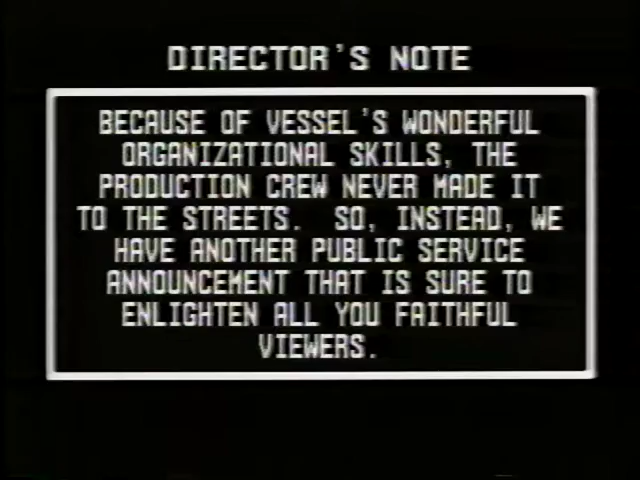 DIRECTOR'S NOTE
BECAUSE OF VESSEL'S WONDERFUL
ORGANIZATIONAL SKILLS, THE
PRODUCTION CREW NEVER MADE IT
TO THE STREETS.  SO, INSTEAD, WE
HAVE ANOTHER PUBLIC SERVICE
ANNOUNCEMENT THAT IS SURE TO
ENLIGHTEN ALL YOU FAITHFUL
VIEWERS.